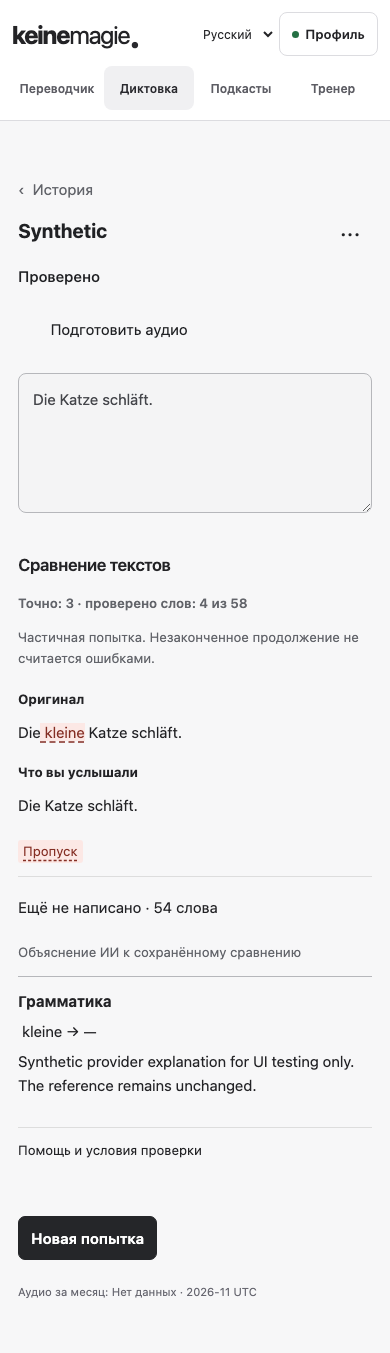 keinemagie.
Русский
Профиль
Переводчик
Диктовка
Подкасты
Тренер
‹ История
Synthetic
...
Проверено
Подготовить аудио
Die Katze schläft.
Сравнение текстов
Точно: 3 · проверено слов: 4 из 58
Частичная попытка. Незаконченное продолжение не
считается ошибками.
Оригинал
Die kleine Katze schläft.
Что вы услышали
Die Katze schläft.
Пропуск
Ещё не написано · 54 слова
Объяснение ИИ к сохранённому сравнению
Грамматика
kleine → —
Synthetic provider explanation for UI testing only.
The reference remains unchanged.
Помощь и условия проверки
Новая попытка
Аудио за месяц: Нет данных · 2026-11 UTC